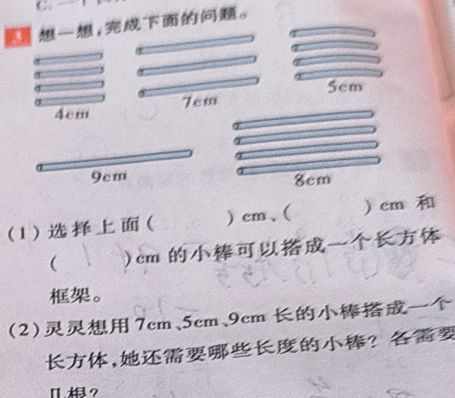 C.
3 想一想,完成下面的问题。
4cm
7cm
5cm
9cm
8cm
(1)选择上面( )cm、( )cm 和
( )cm 的小棒可以搭成一个长方体
框架。
(2)灵灵想用 7cm、5cm、9cm 长的小棒搭成一个
长方体,她还需要哪些长度的小棒?各需要
几根?